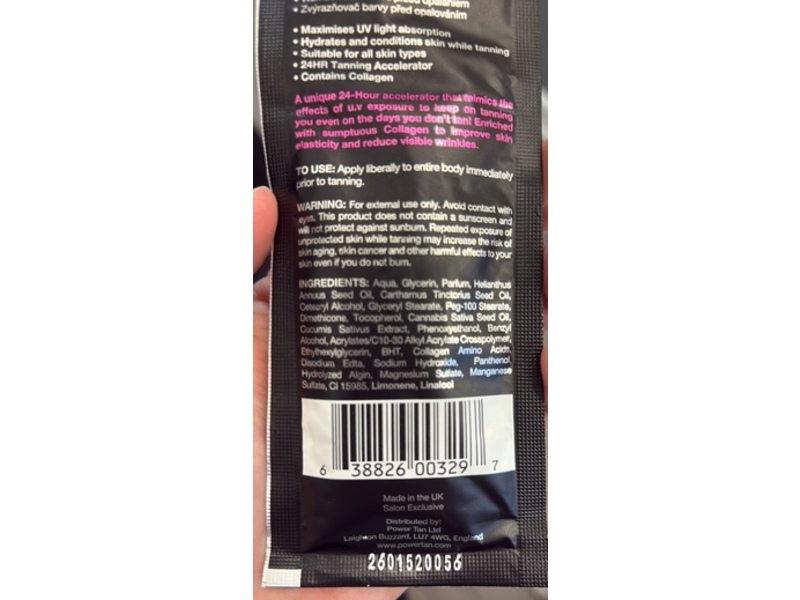 před opalaním
• Zvýrazňovač barvy před opalováním
• Maximises UV light absorption
• Hydrates and conditions skin while tanning
• Suitable for all skin types
• 24HR Tanning Accelerator
• Contains Collagen
A unique 24-Hour accelerator that mimics the
effects of u.v exposure to keep on tanning
you even on the days you don't tan! Enriched
with sumptuous Collagen to improve skin
elasticity and reduce visible wrinkles.
TO USE: Apply liberally to entire body immediately
prior to tanning.
WARNING: For external use only. Avoid contact with
eyes. This product does not contain a sunscreen and
will not protect against sunburn. Repeated exposure of
unprotected skin while tanning may increase the risk of
skin aging, skin cancer and other harmful effects to your
skin even if you do not burn.
INGREDIENTS: Aqua, Glycerin, Parfum, Helianthus
Annuus Seed Oil, Carthamus Tinctorius Seed Oil,
Cetearyl Alcohol, Glyceryl Stearate, Peg-100 Stearate,
Dimethicone, Tocopherol, Cannabis Sativa Seed Oil,
Cucumis Sativus Extract, Phenoxyethanol, Benzyl
Alcohol, Acrylates/C10-30 Alkyl Acrylate Crosspolymer,
Ethylhexylglycerin, BHT, Collagen Amino Acids,
Disodium Edta, Sodium Hydroxide, Panthenol,
Hydrolyzed Algin, Magnesium Sulfate, Manganese
Sulfate, CI 15985, Limonene, Linalool
6 38826 00329 7
Made in the UK
Salon Exclusive
Distributed by:
Power Tan Ltd
Leighton Buzzard, LU7 4WG, England
www.powertan.com
2601520056